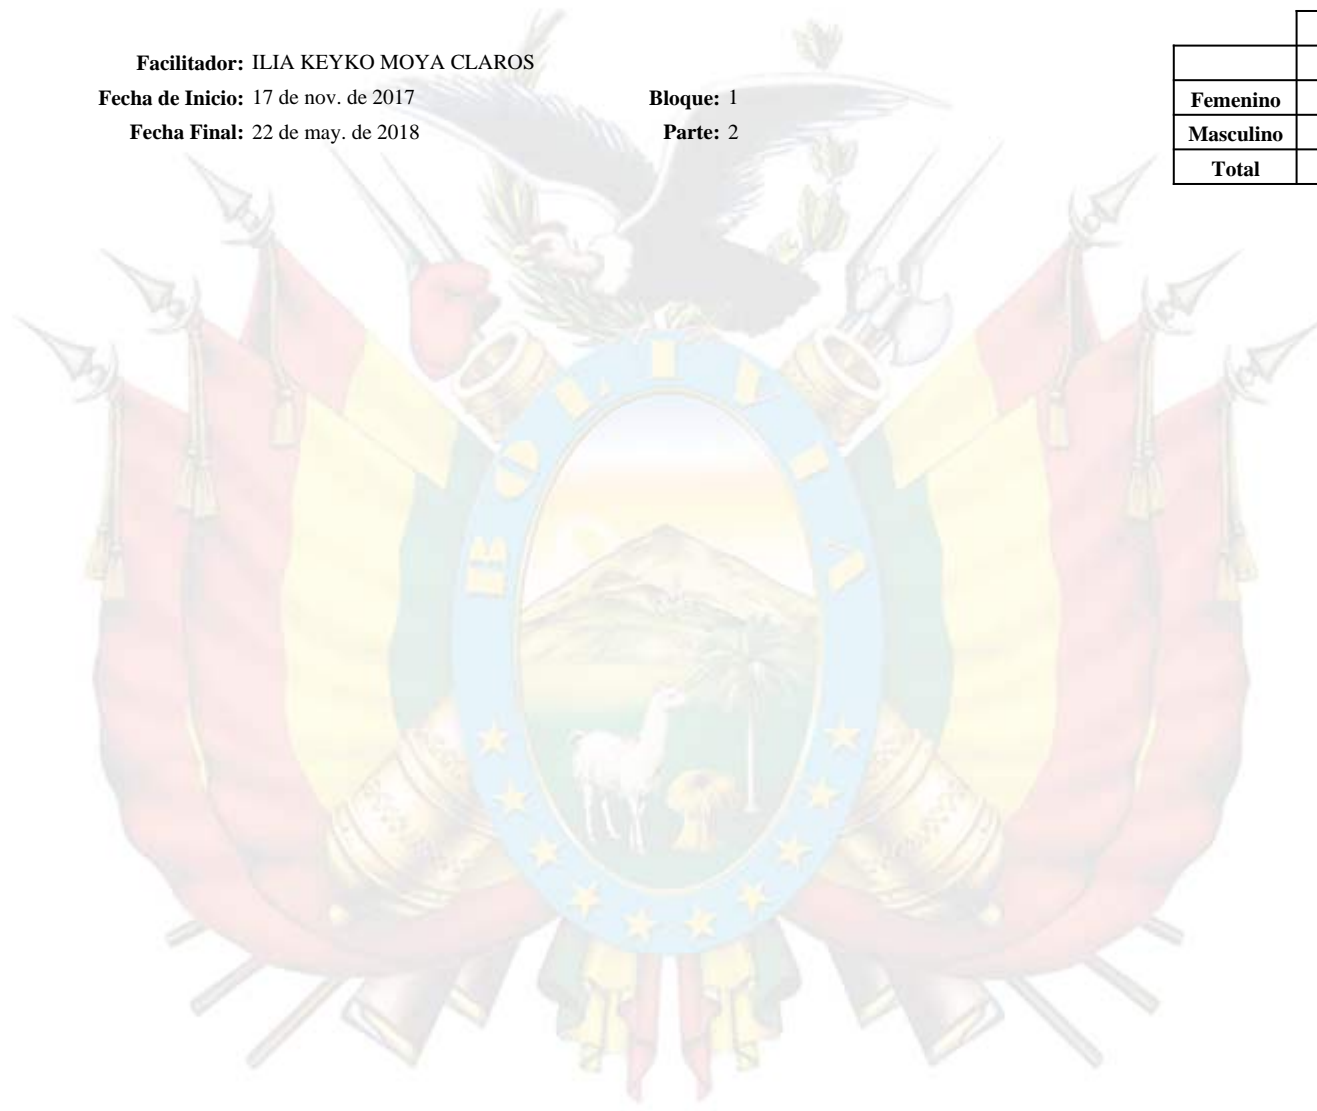 Facilitador: ILIA KEYKO MOYA CLAROS
Fecha de Inicio: 17 de nov. de 2017 Bloque: 1
Fecha Final: 22 de may. de 2018 Parte: 2
Femenino
Masculino
Total
BOLIVIA